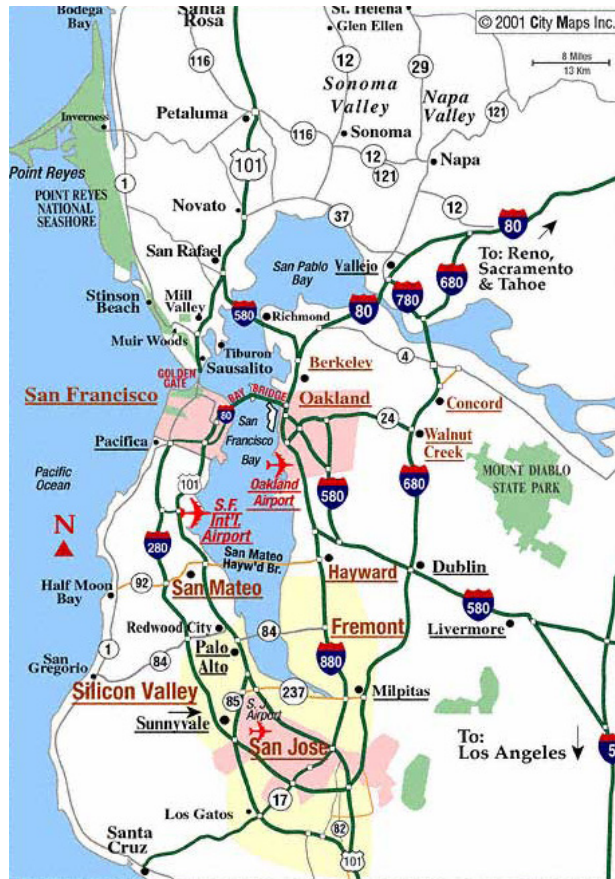 Bodega
Bay
Santa
Rosa
St. Helena
Glen Ellen
© 2001 City Maps Inc.
116
12
29
8 Miles
13 Km
Sonoma
Valley
Napa
Valley
121
Inverness
Petaluma
116
Sonoma
101
12
121
Napa
Point Reyes
POINT REYES
NATIONAL
SEASHORE
1
Novato
37
12
80
To: Reno,
Sacramento
& Tahoe
San Rafael
San Pablo
Bay
Vallejo
780
680
Stinson
Beach
Mill
Valley
580
Richmond
80
Muir Woods
Tiburon
Sausalito
4
Berkeley
GOLDEN
GATE
San Francisco
BAY BRIDGE
Oakland
Concord
80
24
Pacifica
San
Francisco
Bay
Walnut
Creek
MOUNT DIABLO
STATE PARK
Pacific
Ocean
101
Oakland
Airport
580
680
N
S.F.
Int'l.
Airport
280
San Mateo
Hayw'd Br.
Dublin
Hayward
Half Moon
Bay
92
San Mateo
580
Livermore
1
Redwood City
84
Fremont
San
Gregorio
84
Palo
Alto
880
Silicon Valley
85
237
Milpitas
S. J.
Airport
Sunnyvale
San Jose
To:
Los Angeles
5
17
Los Gatos
82
Santa
Cruz
101